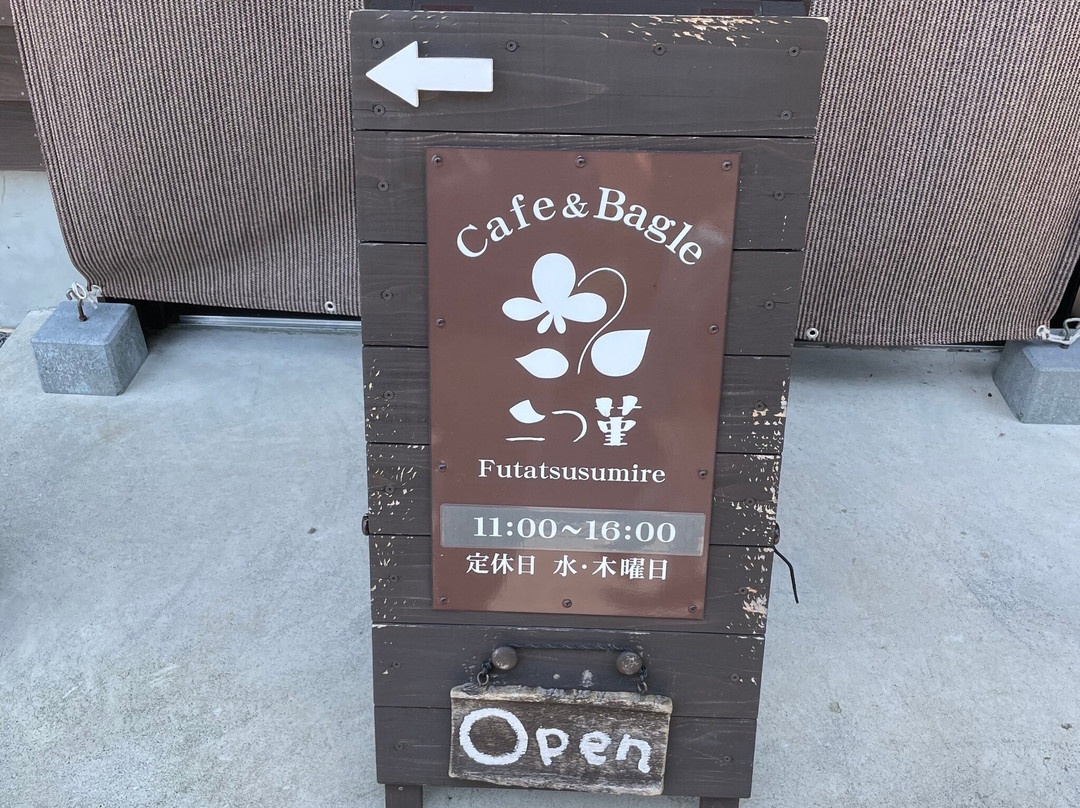 Cafe&Bagle
二つ菫
Futatsusumire
11:00~16:00
定休日 水・木曜日
Open